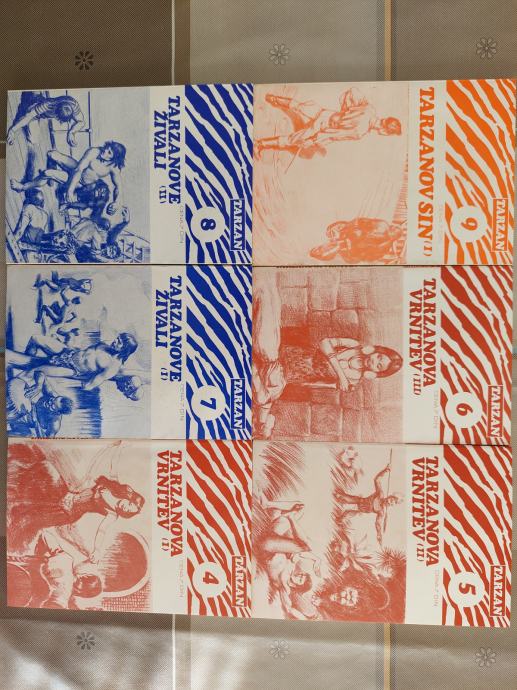 TARZAN
9
TARZANOV SIN (I)
TARZAN
6
TARZANOVA
VRNITEV
(III)
TARZAN
5
TARZANOVA
VRNITEV
(II)
TARZAN
8
TARZANOVE
ŽIVALI
(II)
TARZAN
7
TARZANOVE
ŽIVALI
(I)
TARZAN
4
TARZANOVA
VRNITEV
(I)